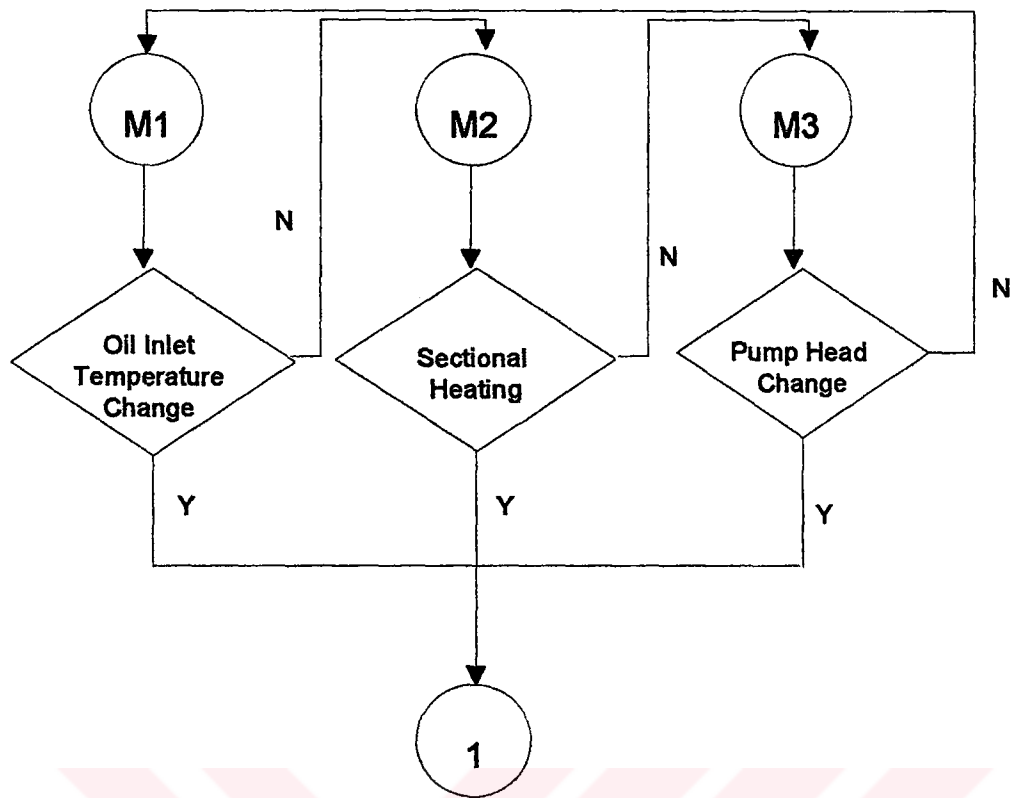 M1
M2
M3
N
N
N
Oil Inlet
Temperature
Change
Sectional
Heating
Pump Head
Change
Y
Y
Y
1